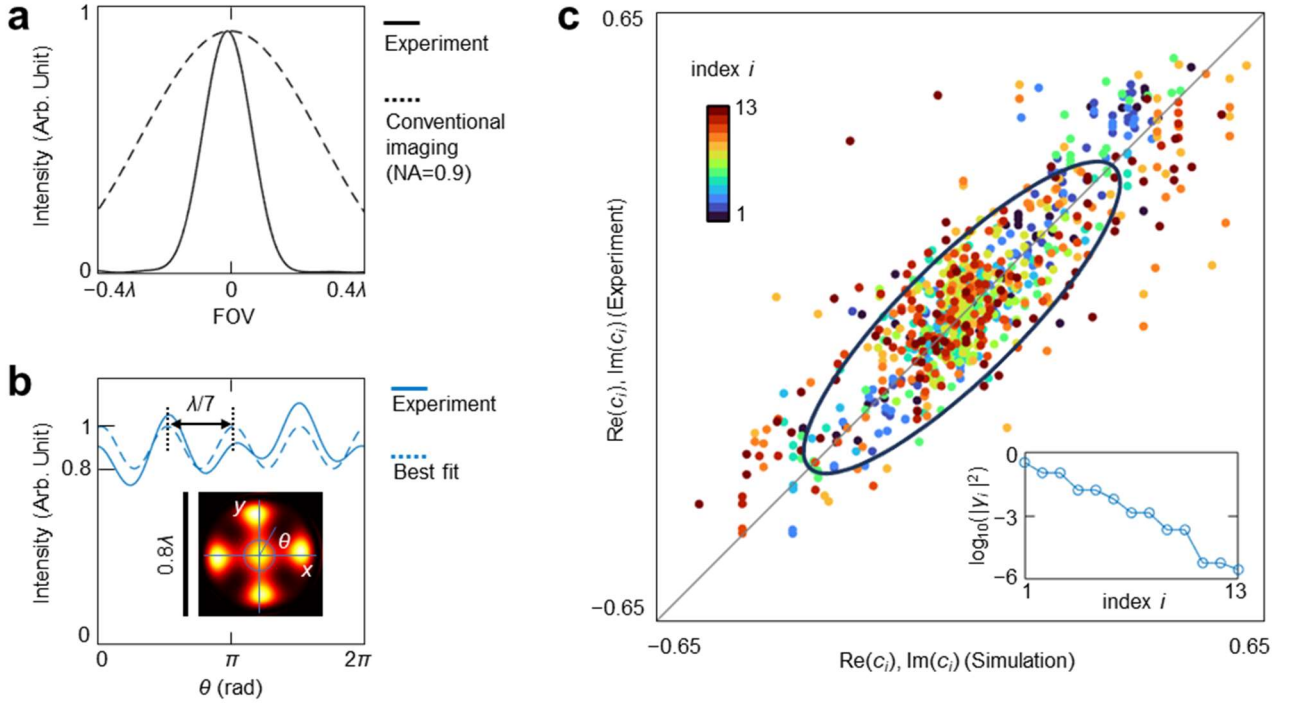 a
1
Intensity (Arb. Unit)
0
−0.4λ
0
0.4λ
FOV
Experiment
Conventional
imaging
(NA=0.9)
b
1
0.8
0
Intensity (Arb. Unit)
λ/7
0.8λ
y
θ
x
0
π
2π
θ (rad)
Experiment
Best fit
c
0.65
Re(cᵢ), Im(cᵢ) (Experiment)
−0.65
−0.65
0.65
Re(cᵢ), Im(cᵢ) (Simulation)
index i
13
1
log₁₀(|γᵢ|²)
0
−3
−6
1
13
index i